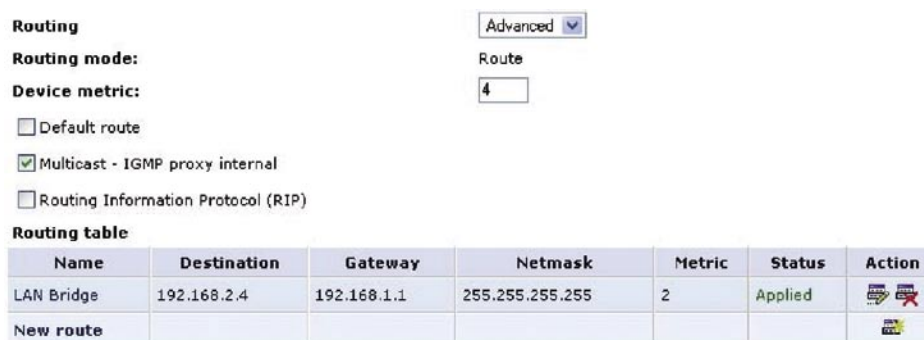 Routing Advanced
Routing mode: Route
Device metric: 4
Default route
Multicast - IGMP proxy internal
Routing Information Protocol (RIP)
Routing table
Name Destination Gateway Netmask Metric Status Action
LAN Bridge 192.168.2.4 192.168.1.1 255.255.255.255 2 Applied
New route